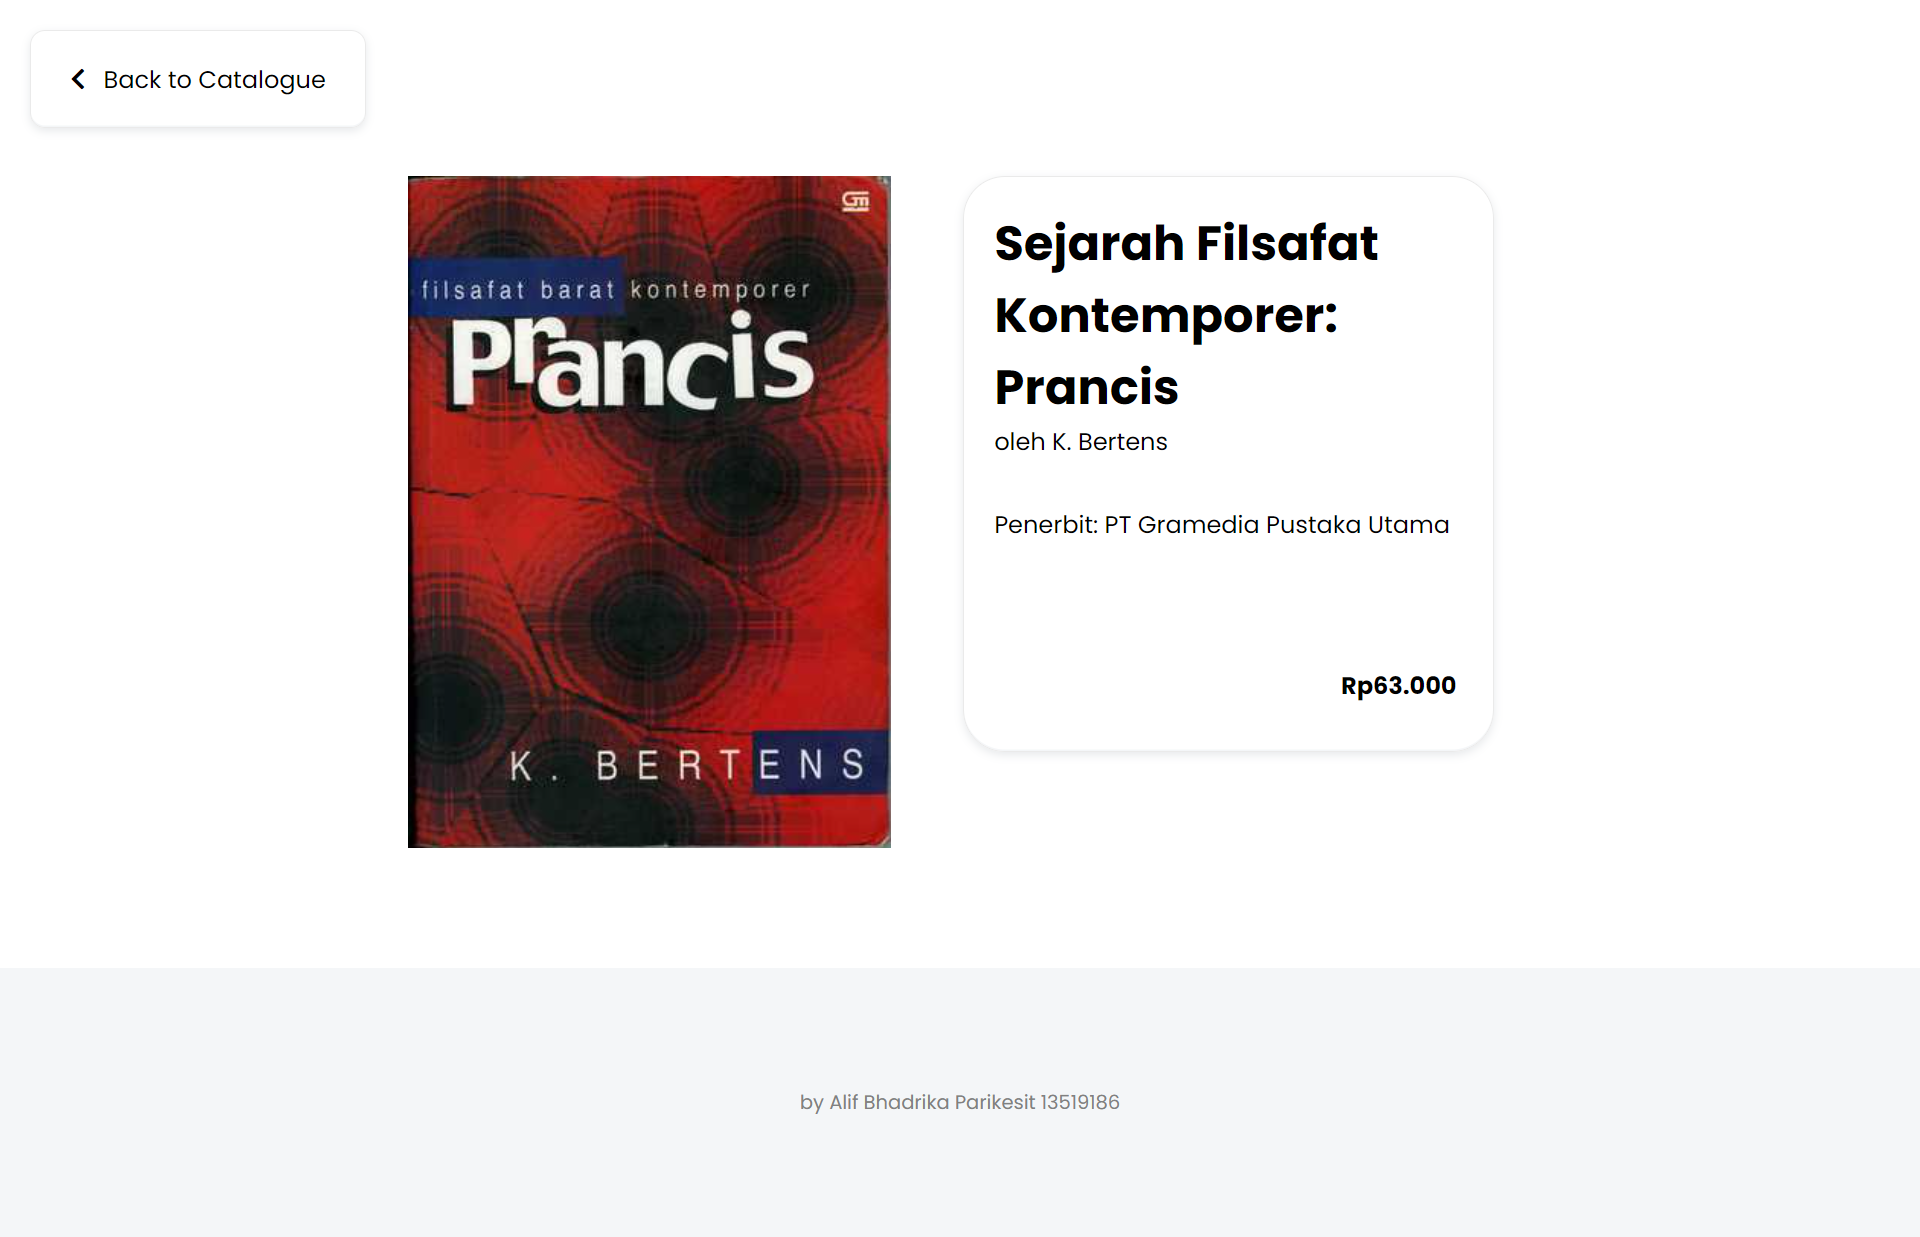 Back to Catalogue
Gm
filsafat barat kontemporer
Prancis
K. BERTENS
Sejarah Filsafat
Kontemporer:
Prancis
oleh K. Bertens
Penerbit: PT Gramedia Pustaka Utama
Rp63.000
by Alif Bhadrika Parikesit 13519186